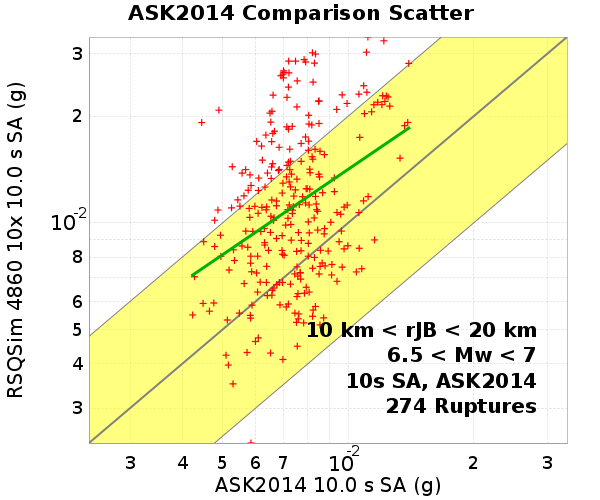 ASK2014 Comparison Scatter
RSQSim 4860 10x 10.0 s SA (g)
3
2
10-2
8
6
5
4
3
10 km < rJB < 20 km
6.5 < Mw < 7
10s SA, ASK2014
274 Ruptures
3 4 5 6 7 10-2 2 3
ASK2014 10.0 s SA (g)